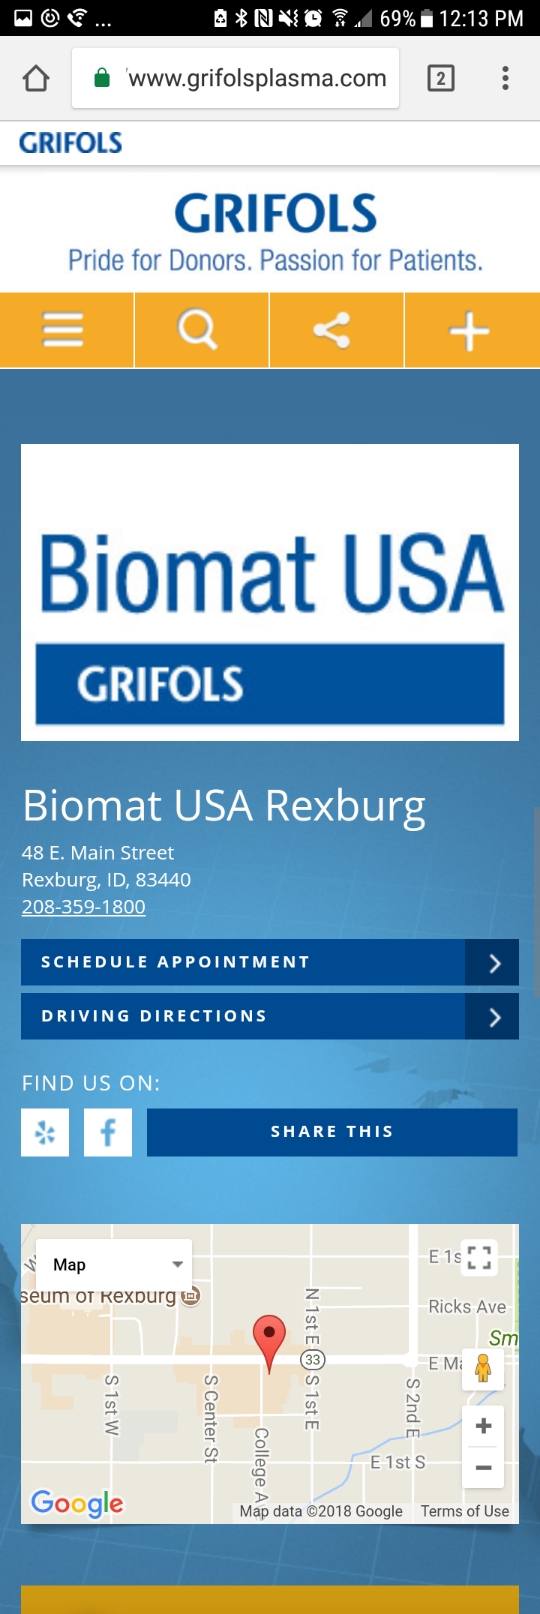 ... 69% 12:13 PM
www.grifolsplasma.com 2
GRIFOLS
GRIFOLS
Pride for Donors. Passion for Patients.
Biomat USA
GRIFOLS
Biomat USA Rexburg
48 E. Main Street
Rexburg, ID, 83440
208-359-1800
SCHEDULE APPOINTMENT
DRIVING DIRECTIONS
FIND US ON:
f SHARE THIS
W
Map
E 1s
seum of Rexburg
N 1st E
Ricks Ave
Sm
33
E Ma
S 1st W
S Center St
College A
S 1st E
S 2nd E
E 1st S
+
−
Google
Map data ©2018 Google Terms of Use